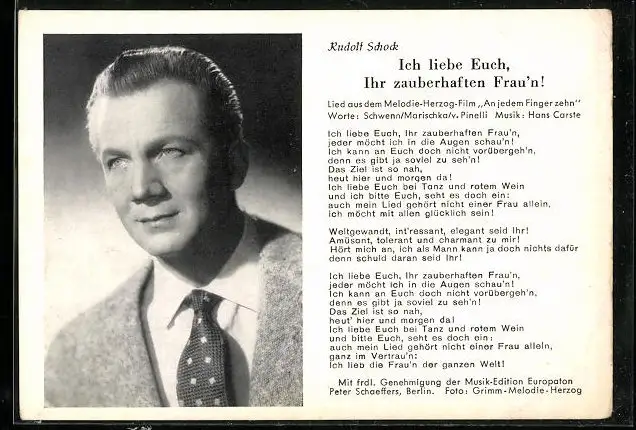 Rudolf Schock
Ich liebe Euch,
Ihr zauberhaften Frau'n!
Lied aus dem Melodie-Herzog-Film „An jedem Finger zehn"
Worte: Schwenn/Marischka/v. Pinelli Musik: Hans Carste
Ich liebe Euch, Ihr zauberhaften Frau'n,
jeder möcht ich in die Augen schau'n!
Ich kann an Euch doch nicht vorübergeh'n,
denn es gibt ja soviel zu seh'n!
Das Ziel ist so nah,
heut hier und morgen da!
Ich liebe Euch bei Tanz und rotem Wein
und ich bitte Euch, seht es doch ein:
auch mein Lied gehört nicht einer Frau allein,
ich möcht mit allen glücklich sein!
Weltgewandt, int'ressant, elegant seid Ihr!
Amüsant, tolerant und charmant zu mir!
Hört mich an, ich als Mann kann ja doch nichts dafür
denn schuld daran seid Ihr!
Ich liebe Euch, Ihr zauberhaften Frau'n,
jeder möcht ich in die Augen schau'n!
Ich kann an Euch doch nicht vorübergeh'n,
denn es gibt ja soviel zu seh'n!
Das Ziel ist so nah,
heut' hier und morgen da!
Ich liebe Euch bei Tanz und rotem Wein
und bitte Euch, seht es doch ein:
auch mein Lied gehört nicht einer Frau allein,
ganz im Vertrau'n:
Ich lieb die Frau'n der ganzen Welt!
Mit frdl. Genehmigung der Musik-Edition Europaton
Peter Schaeffers, Berlin. Foto: Grimm-Melodie-Herzog